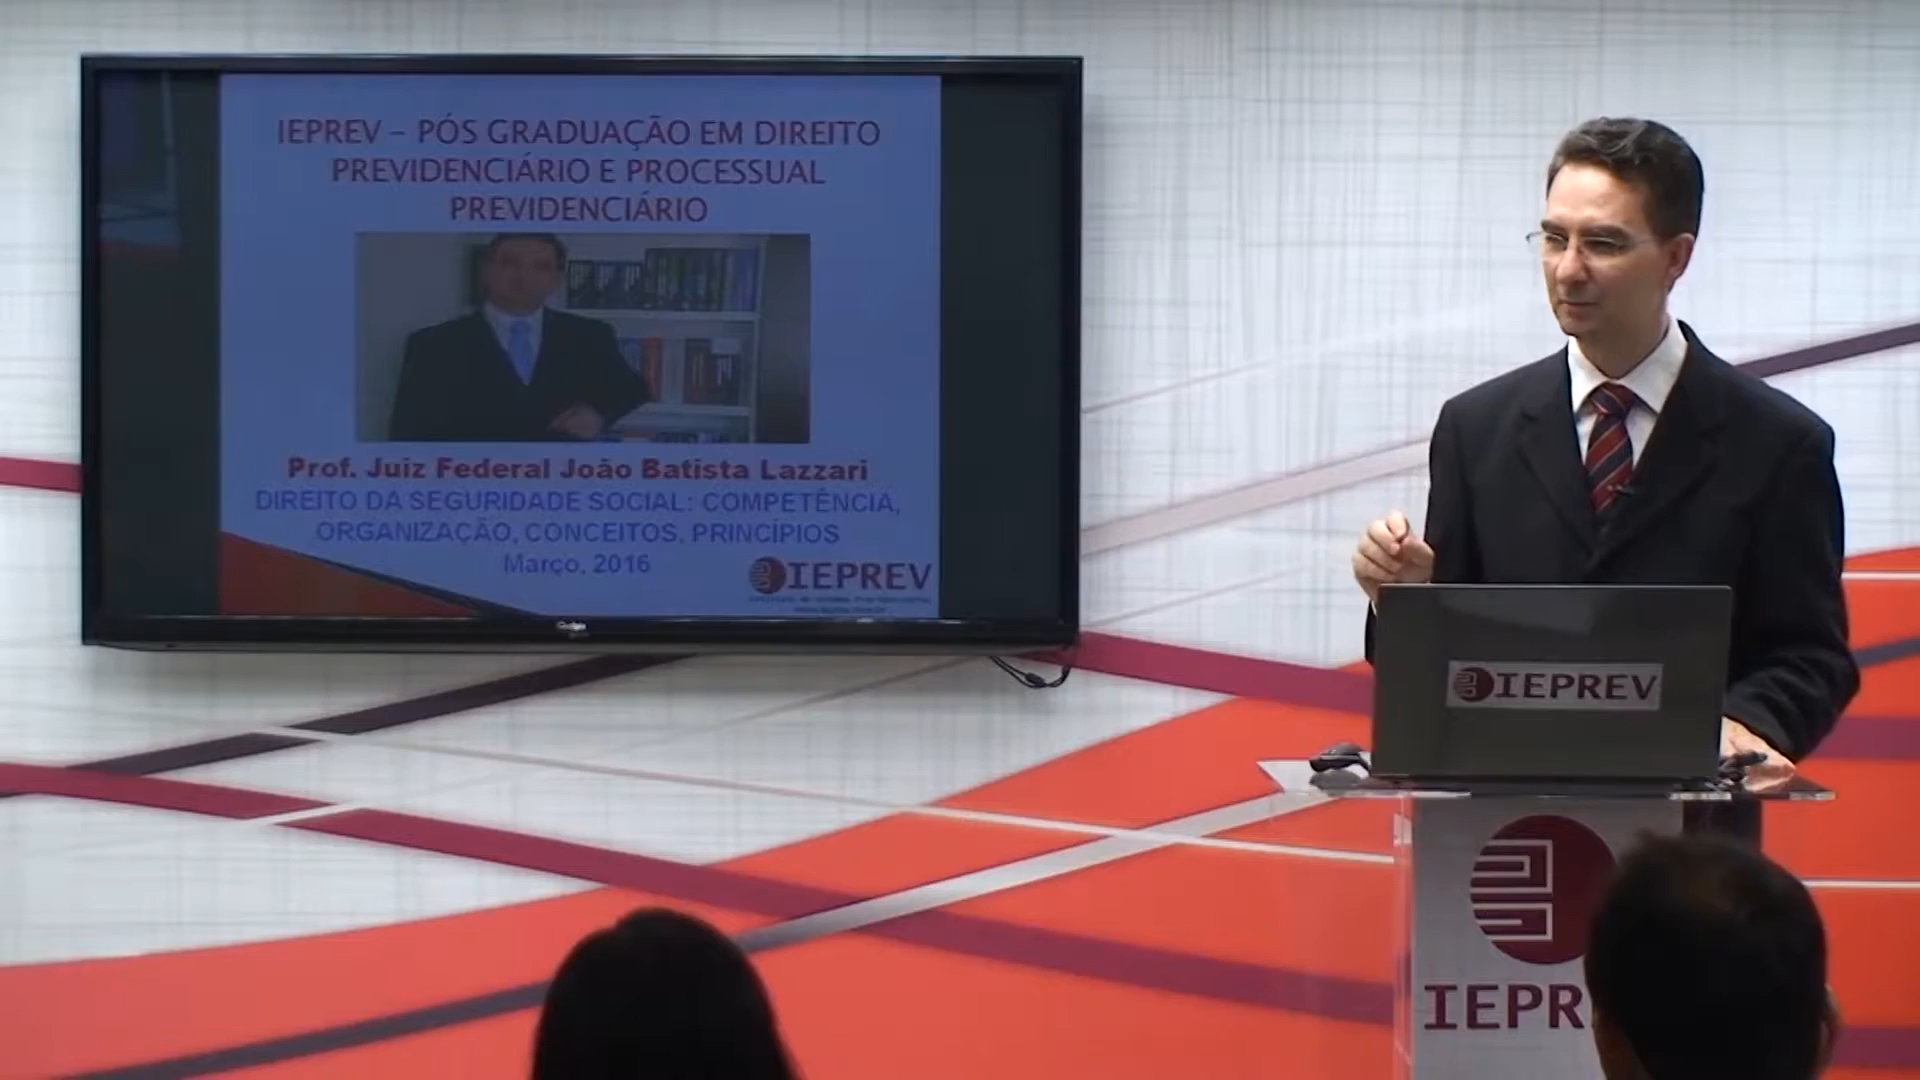 IEPREV – PÓS GRADUAÇÃO EM DIREITO
PREVIDENCIÁRIO E PROCESSUAL
PREVIDENCIÁRIO
Prof. Juiz Federal João Batista Lazzari
DIREITO DA SEGURIDADE SOCIAL: COMPETÊNCIA,
ORGANIZAÇÃO, CONCEITOS, PRINCÍPIOS
Março, 2016
IEPREV
IEPREV
IEPR